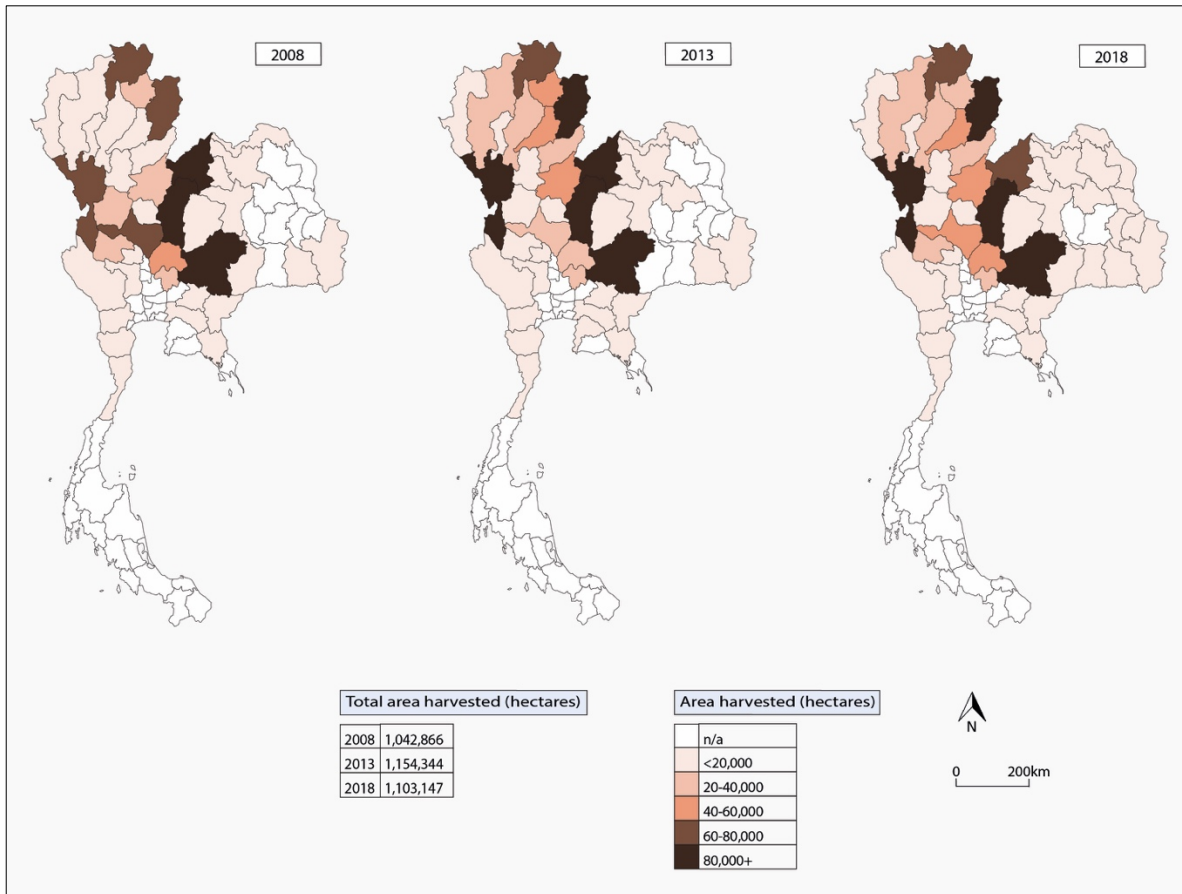 2008
2013
2018
Total area harvested (hectares)
2008 1,042,866
2013 1,154,344
2018 1,103,147
Area harvested (hectares)
n/a
<20,000
20-40,000
40-60,000
60-80,000
80,000+
N
0 200km